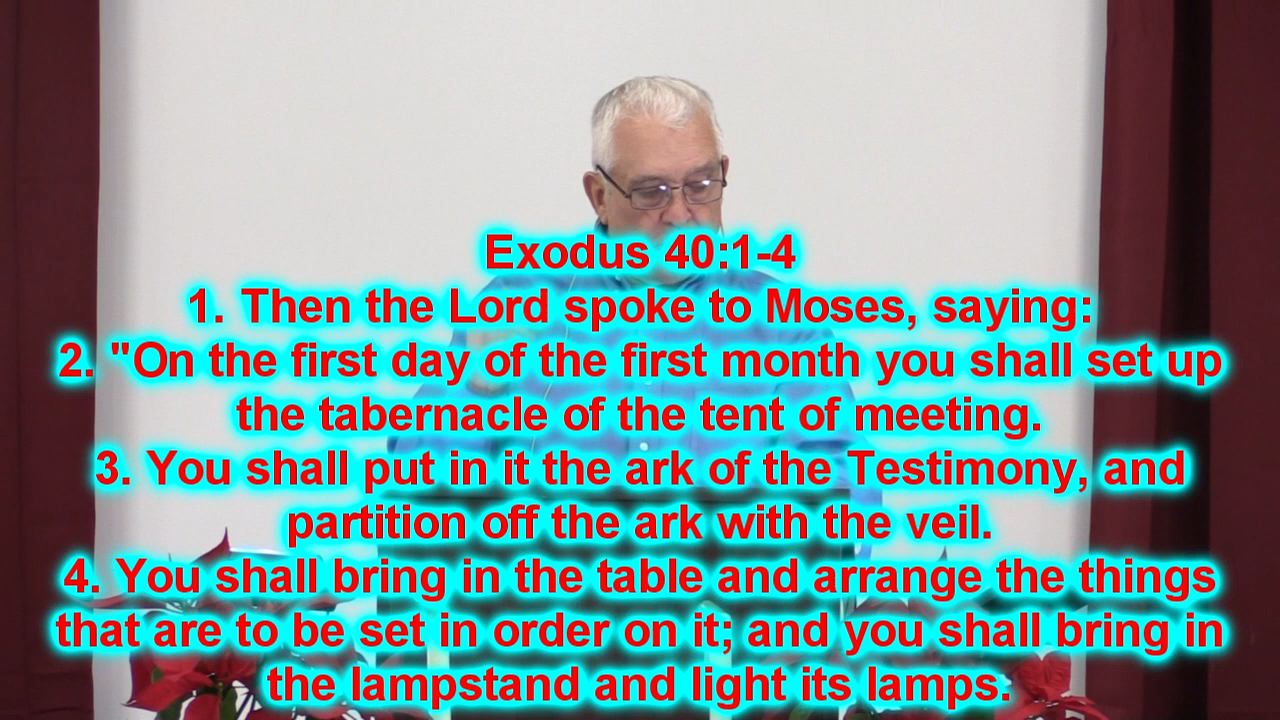 Exodus 40:1-4
1. Then the Lord spoke to Moses, saying:
2. "On the first day of the first month you shall set up
the tabernacle of the tent of meeting.
3. You shall put in it the ark of the Testimony, and
partition off the ark with the veil.
4. You shall bring in the table and arrange the things
that are to be set in order on it; and you shall bring in
the lampstand and light its lamps.